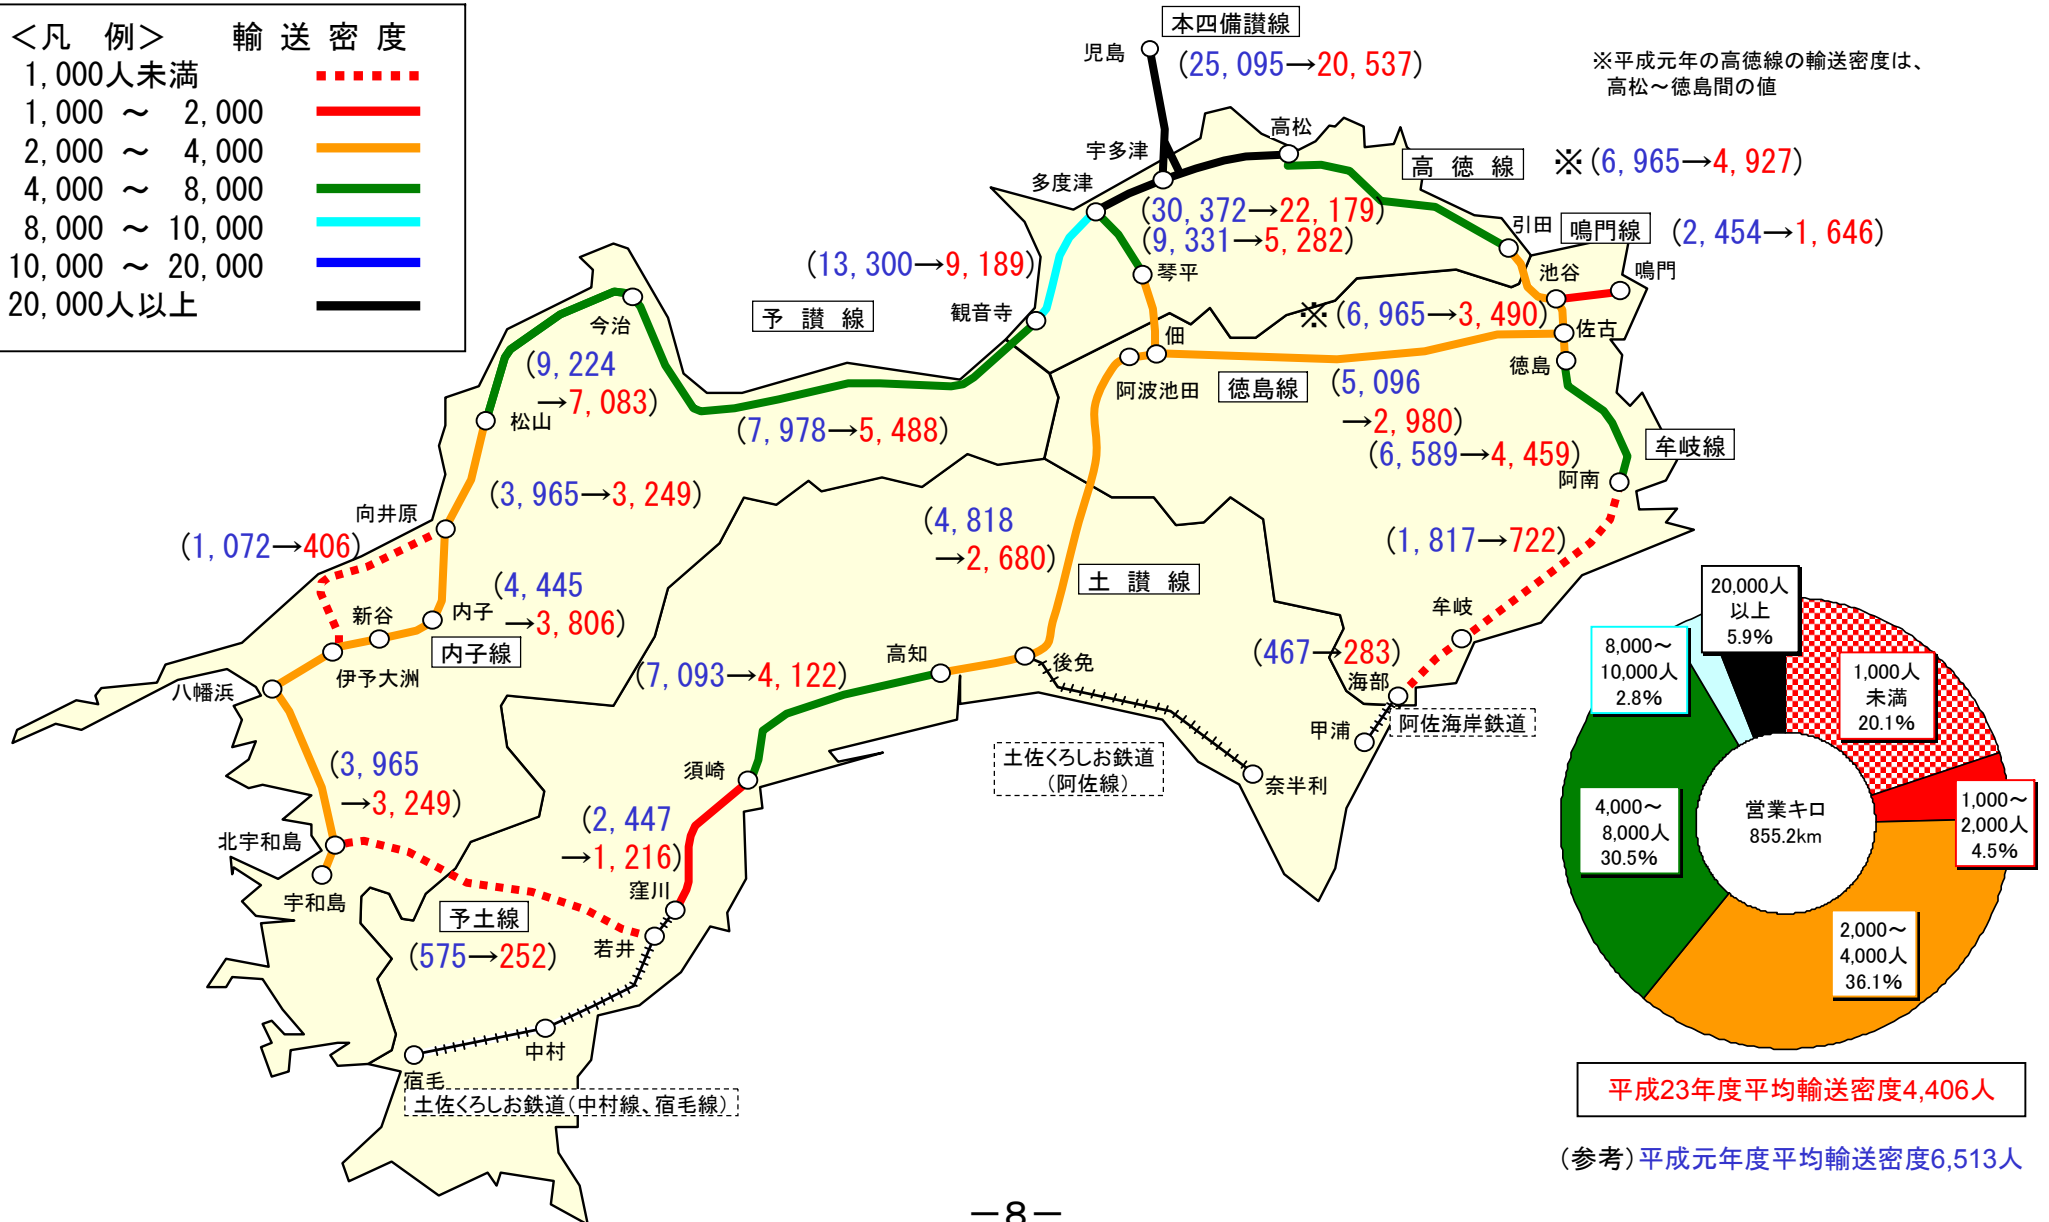 ＜凡　例＞　輸 送 密 度
1,000人未満
1,000 ～ 2,000
2,000 ～ 4,000
4,000 ～ 8,000
8,000 ～ 10,000
10,000 ～ 20,000
20,000人以上
本四備讃線
児島
(25,095→20,537)
※平成元年の高徳線の輸送密度は、
高松～徳島間の値
高松
宇多津
高 徳 線
※(6,965→4,927)
多度津
(30,372→22,179)
(9,331→5,282)
引田
鳴門線
(2,454→1,646)
(13,300→9,189)
琴平
池谷
鳴門
予 讃 線
観音寺
※(6,965→3,490)
佐古
今治
佃
徳島
(9,224
→7,083)
阿波池田
徳島線
(5,096
→2,980)
松山
(7,978→5,488)
(6,589→4,459)
牟岐線
阿南
(3,965→3,249)
向井原
(4,818
→2,680)
(1,072→406)
(1,817→722)
土 讃 線
新谷
内子
(4,445
→3,806)
牟岐
内子線
伊予大洲
高知
後免
(467→283)
海部
八幡浜
(7,093→4,122)
甲浦
阿佐海岸鉄道
土佐くろしお鉄道
(阿佐線)
奈半利
(3,965
→3,249)
須崎
北宇和島
(2,447
→1,216)
宇和島
窪川
予土線
(575→252)
若井
中村
宿毛
土佐くろしお鉄道(中村線、宿毛線)
20,000人
以上
5.9%
8,000～
10,000人
2.8%
1,000人
未満
20.1%
4,000～
8,000人
30.5%
営業キロ
855.2km
1,000～
2,000人
4.5%
2,000～
4,000人
36.1%
平成23年度平均輸送密度4,406人
(参考)平成元年度平均輸送密度6,513人
－8－